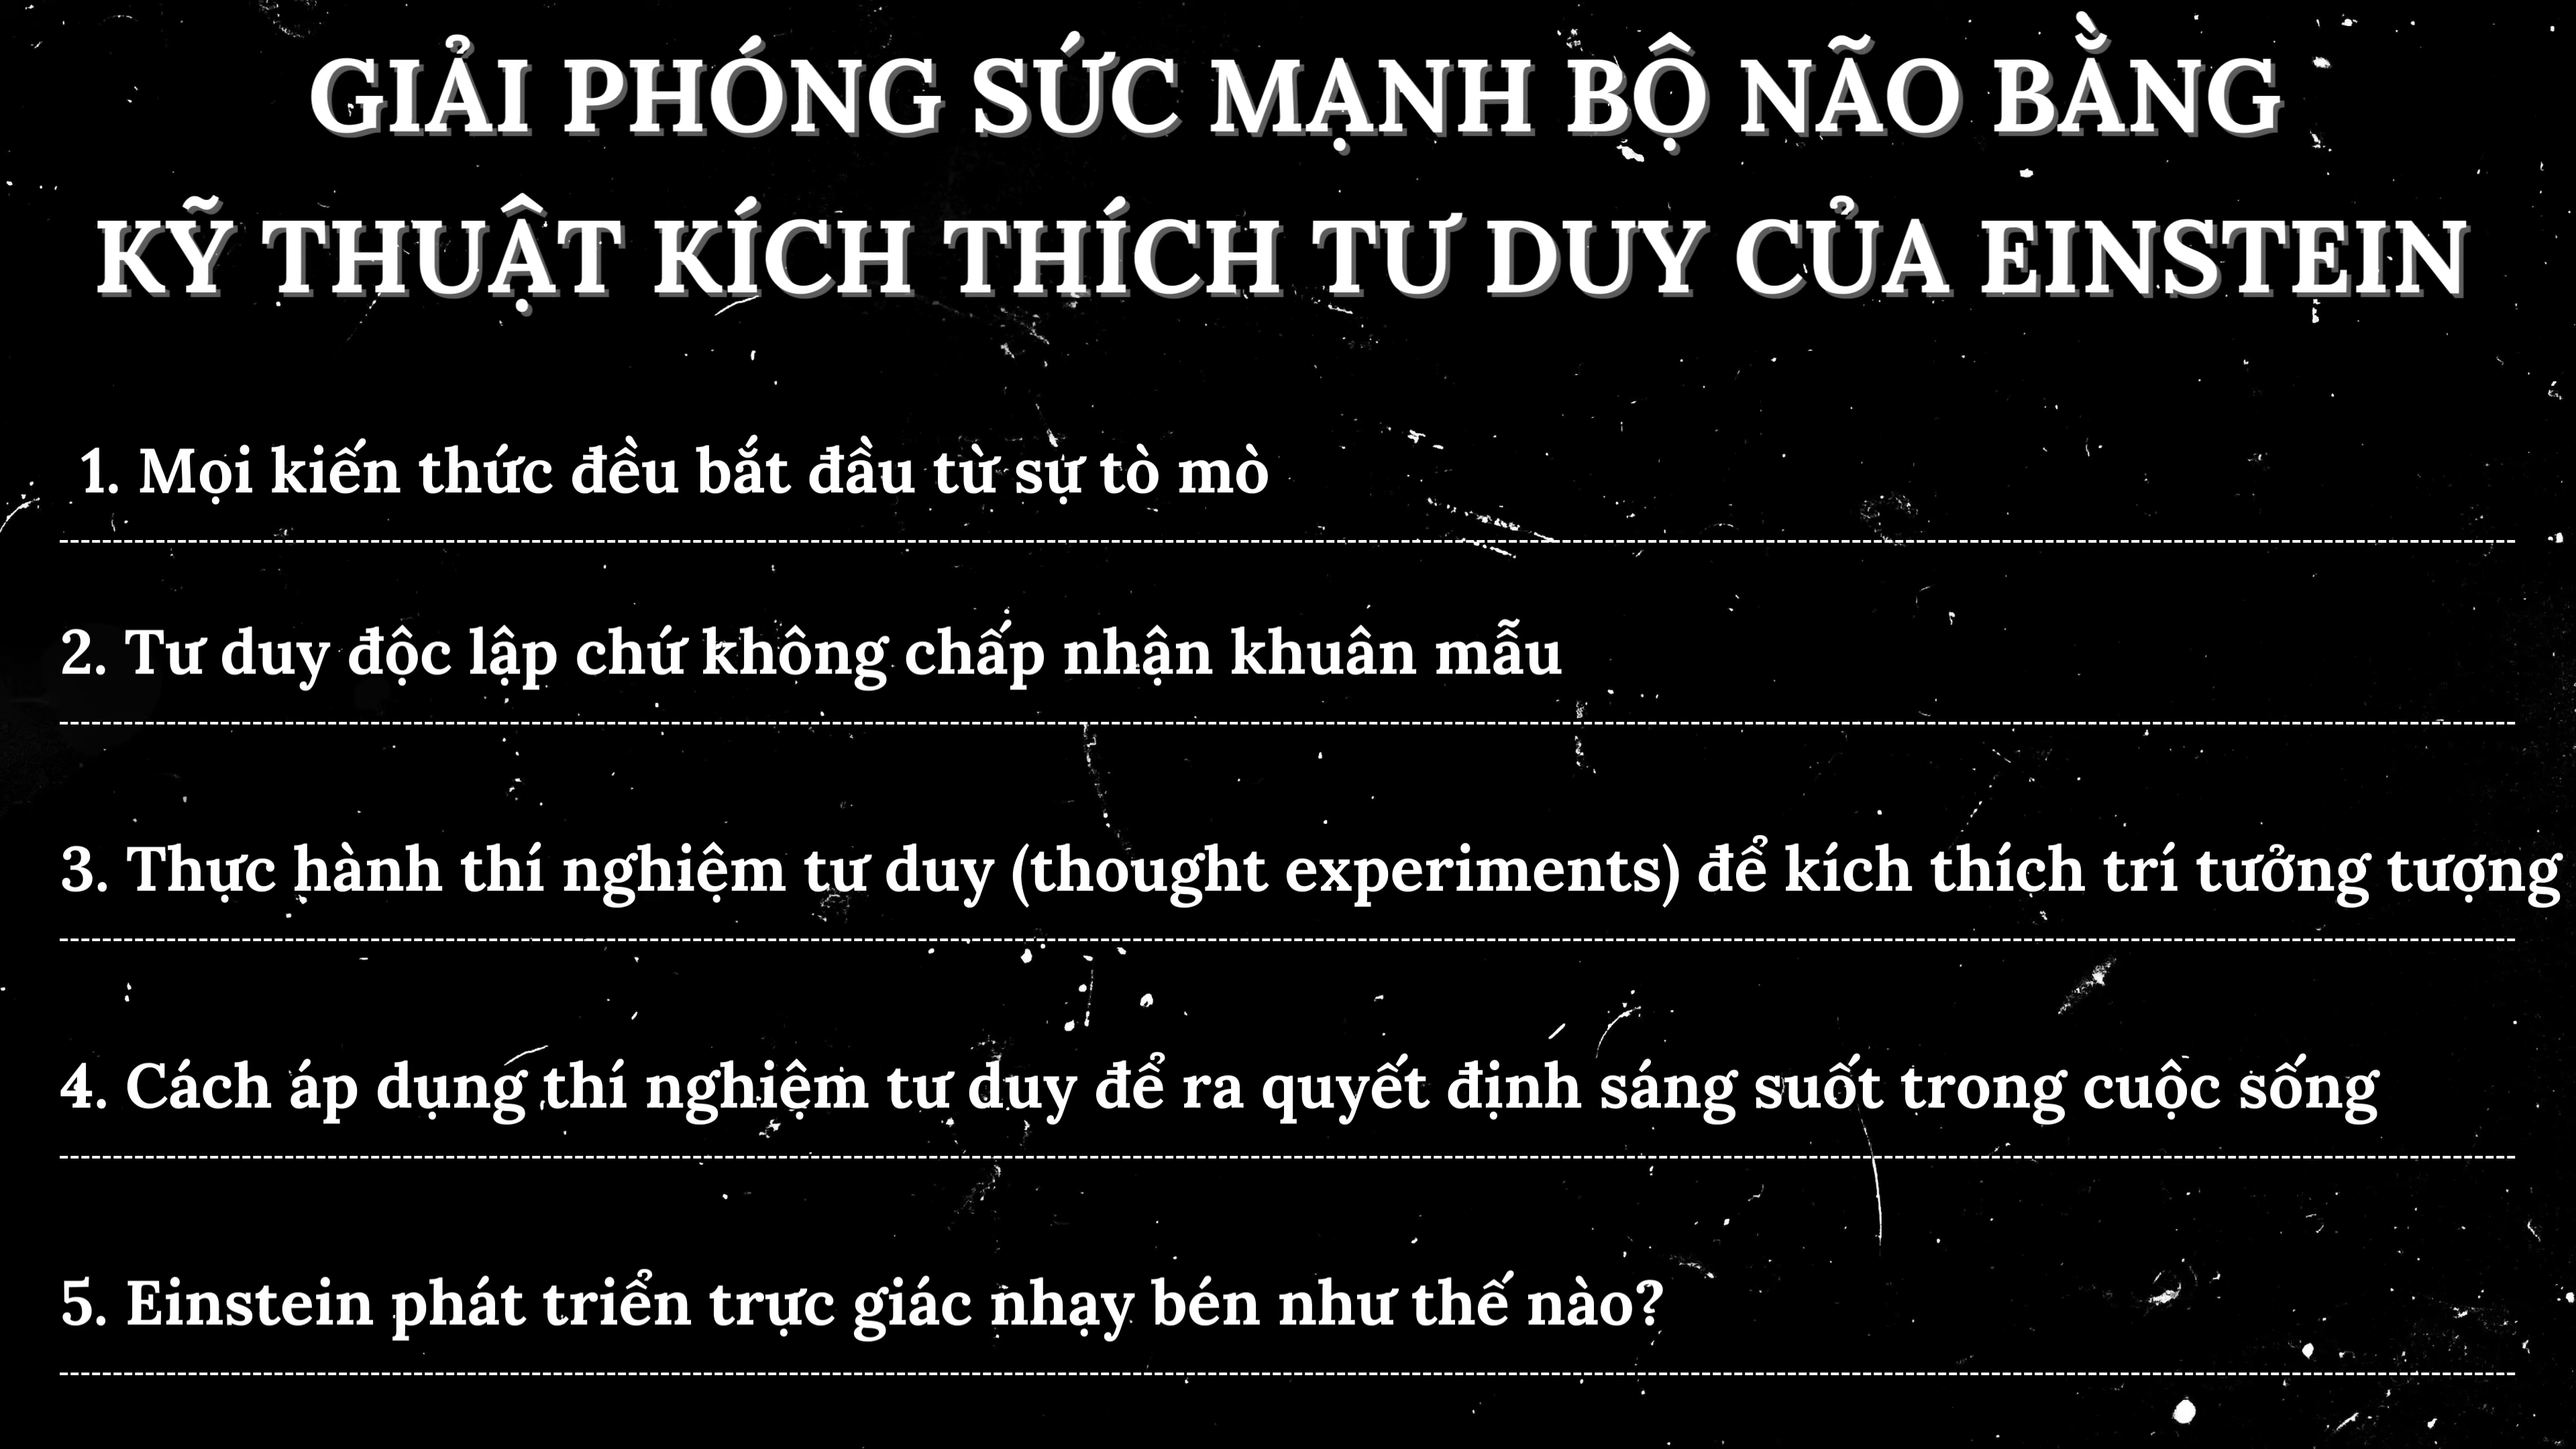 GIẢI PHÓNG SỨC MẠNH BỘ NÃO BẰNG
KỸ THUẬT KÍCH THÍCH TƯ DUY CỦA EINSTEIN
1. Mọi kiến thức đều bắt đầu từ sự tò mò
2. Tư duy độc lập chứ không chấp nhận khuân mẫu
3. Thực hành thí nghiệm tư duy (thought experiments) để kích thích trí tưởng tượng
4. Cách áp dụng thí nghiệm tư duy để ra quyết định sáng suốt trong cuộc sống
5. Einstein phát triển trực giác nhạy bén như thế nào?